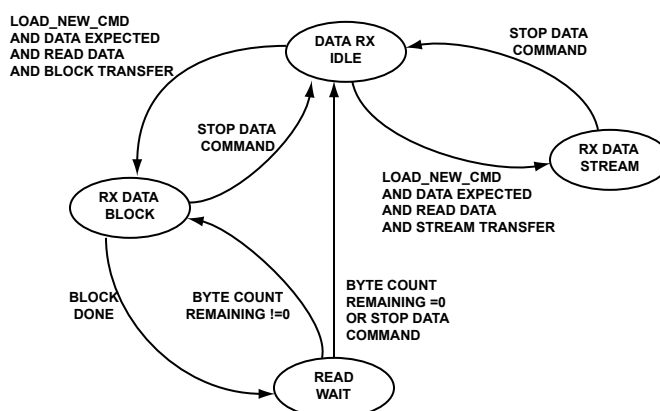 LOAD_NEW_CMD
AND DATA EXPECTED
AND READ DATA
AND BLOCK TRANSFER
DATA RX
IDLE
STOP DATA
COMMAND
STOP DATA
COMMAND
RX DATA
STREAM
LOAD_NEW_CMD
AND DATA EXPECTED
AND READ DATA
AND STREAM TRANSFER
RX DATA
BLOCK
BLOCK
DONE
BYTE COUNT
REMAINING !=0
BYTE COUNT
REMAINING =0
OR STOP DATA
COMMAND
READ
WAIT